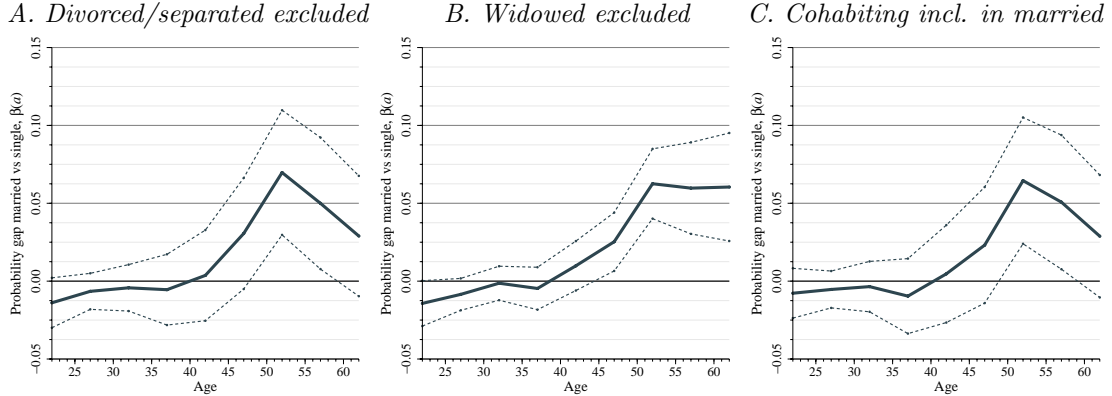 A. Divorced/separated excluded
B. Widowed excluded
C. Cohabiting incl. in married
Probability gap married vs single, β(a)
0.15
0.10
0.05
0.00
−0.05
25 30 35 40 45 50 55 60
Age
Probability gap married vs single, β(a)
0.15
0.10
0.05
0.00
−0.05
25 30 35 40 45 50 55 60
Age
Probability gap married vs single, β(a)
0.15
0.10
0.05
0.00
−0.05
25 30 35 40 45 50 55 60
Age